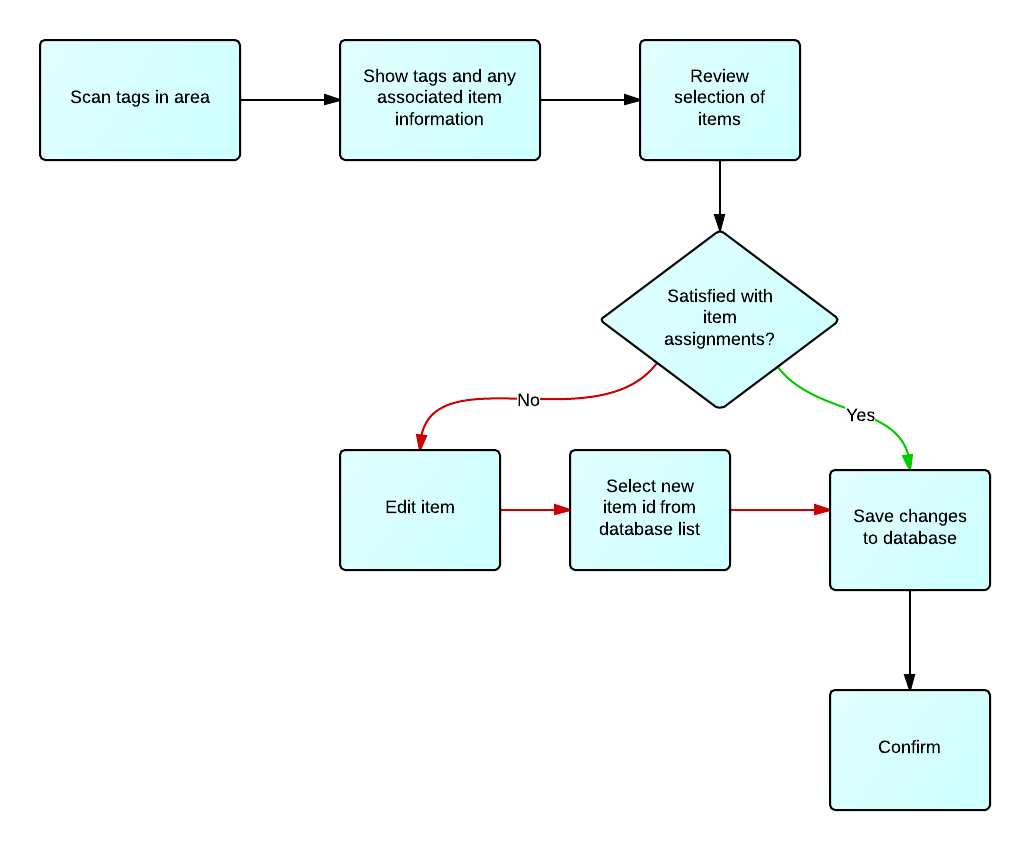 Scan tags in area
Show tags and any
associated item
information
Review
selection of
items
Satisfied with
item
assignments?
No
Yes
Edit item
Select new
item id from
database list
Save changes
to database
Confirm